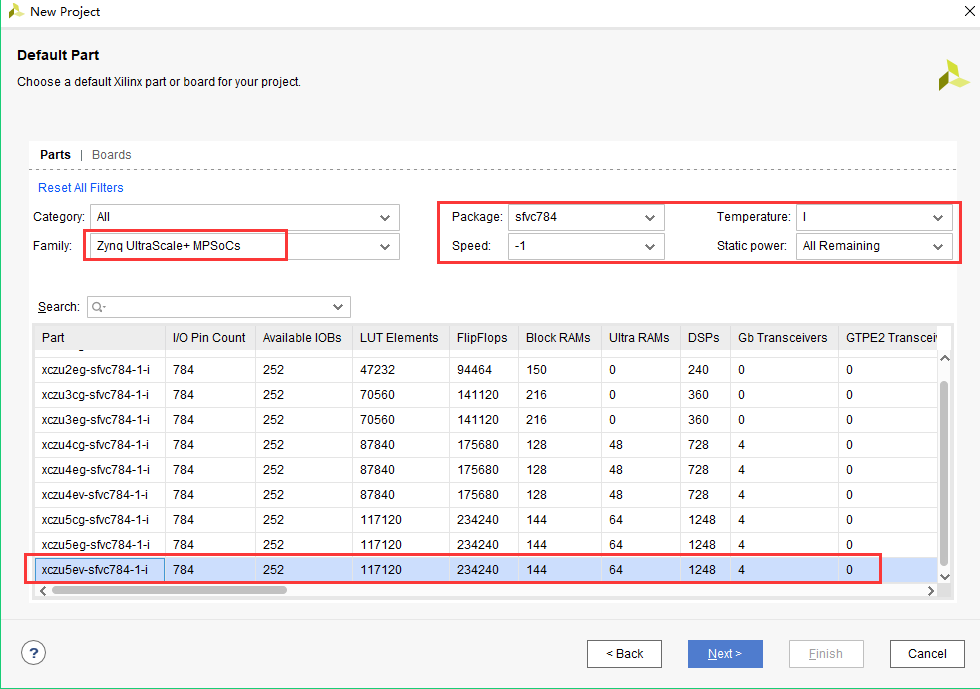 New Project
Default Part
Choose a default Xilinx part or board for your project.
Parts | Boards
Reset All Filters
Category: All Package: sfvc784 Temperature: I
Family: Zynq UltraScale+ MPSoCs Speed: -1 Static power: All Remaining
Search: Q-
Part I/O Pin Count Available IOBs LUT Elements FlipFlops Block RAMs Ultra RAMs DSPs Gb Transceivers GTPE2 Transcei
xczu2eg-sfvc784-1-i 784 252 47232 94464 150 0 240 0 0
xczu3cg-sfvc784-1-i 784 252 70560 141120 216 0 360 0 0
xczu3eg-sfvc784-1-i 784 252 70560 141120 216 0 360 0 0
xczu4cg-sfvc784-1-i 784 252 87840 175680 128 48 728 4 0
xczu4eg-sfvc784-1-i 784 252 87840 175680 128 48 728 4 0
xczu4ev-sfvc784-1-i 784 252 87840 175680 128 48 728 4 0
xczu5cg-sfvc784-1-i 784 252 117120 234240 144 64 1248 4 0
xczu5eg-sfvc784-1-i 784 252 117120 234240 144 64 1248 4 0
xczu5ev-sfvc784-1-i 784 252 117120 234240 144 64 1248 4 0
? < Back Next > Finish Cancel